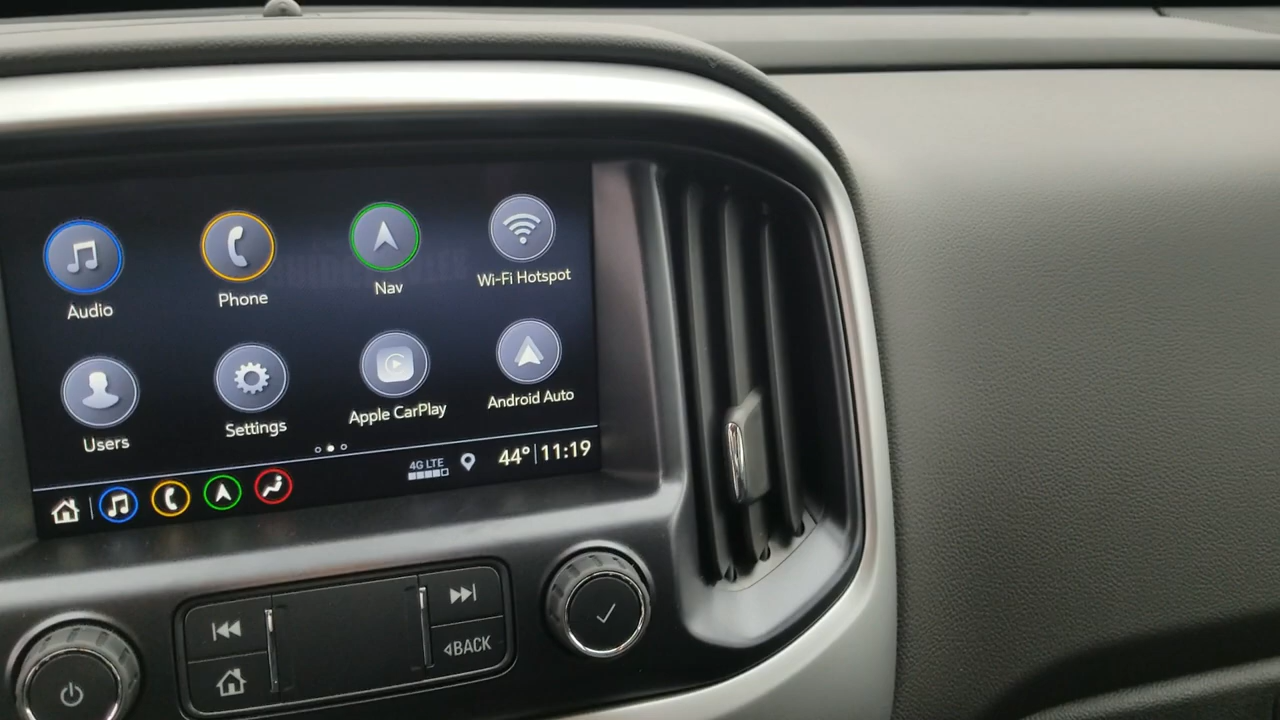 Audio
Phone
Nav
Wi-Fi Hotspot
Users
Settings
Apple CarPlay
Android Auto
4G LTE
44° 11:19
BACK